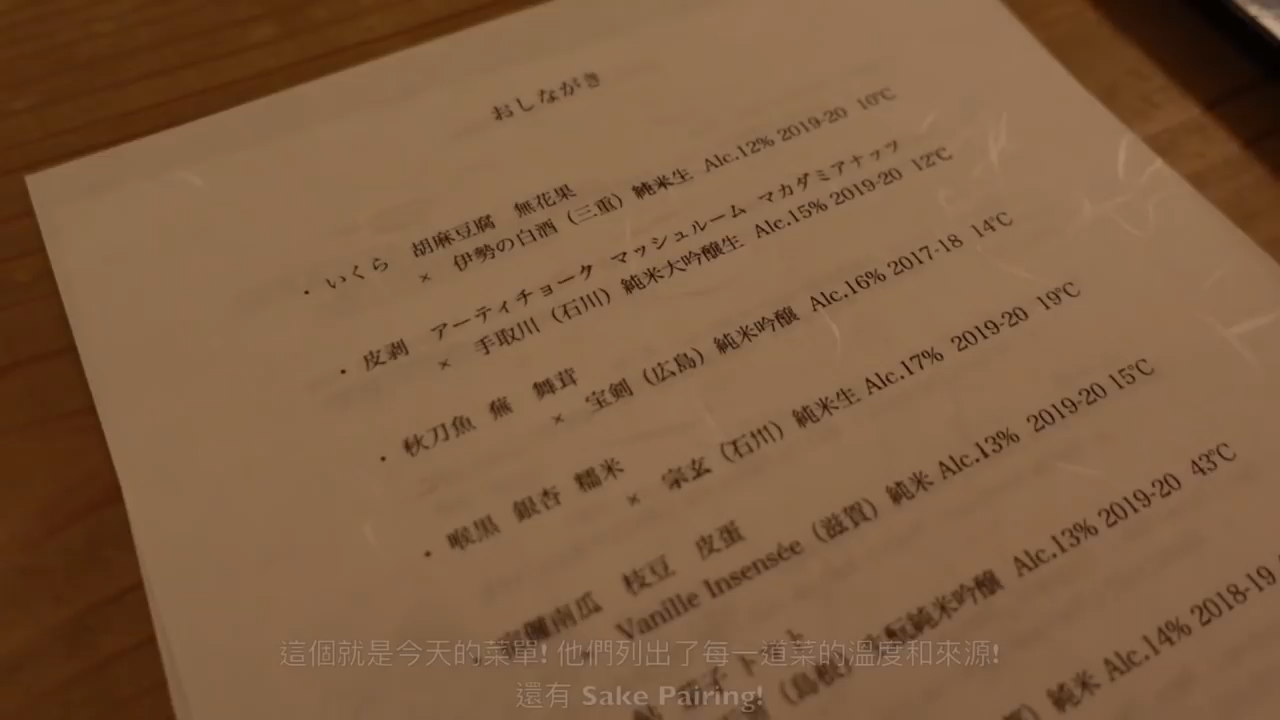 おしながき
・いくら 胡麻豆腐 無花果
× 伊勢の白酒（三重）純米生 Alc.12% 2019-20 10℃
・皮剥 アーティチョーク マッシュルーム マカダミアナッツ
× 手取川（石川）純米大吟醸生 Alc.15% 2019-20 12℃
・秋刀魚 蕪 舞茸
× 宝剣（広島）純米吟醸 Alc.16% 2017-18 14℃
・喉黒 銀杏 糯米
× 宗玄（石川）純米生 Alc.17% 2019-20 19℃
南瓜 枝豆 皮蛋
Vanille Insensée（滋賀）純米 Alc.13% 2019-20 15℃
純米吟醸 Alc.13% 2019-20 43℃
純米 Alc.14% 2018-19
這個就是今天的菜單! 他們列出了每一道菜的溫度和來源!
還有 Sake Pairing!